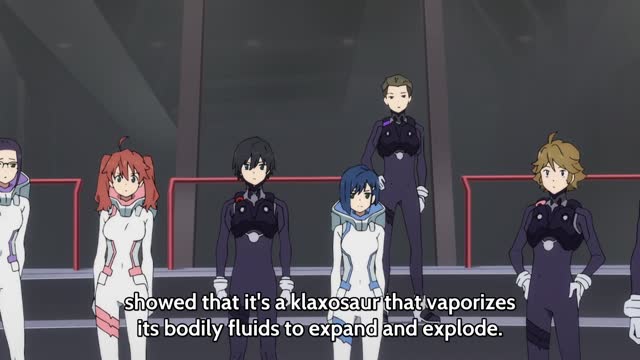 showed that it's a klaxosaur that vaporizes
its bodily fluids to expand and explode.